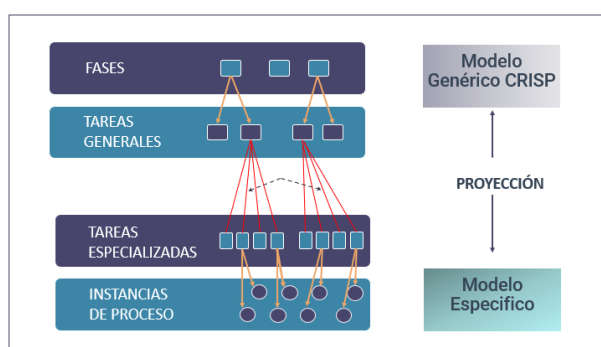 FASES
TAREAS
GENERALES
TAREAS
ESPECIALIZADAS
INSTANCIAS
DE PROCESO
Modelo
Genérico CRISP
PROYECCIÓN
Modelo
Especifico